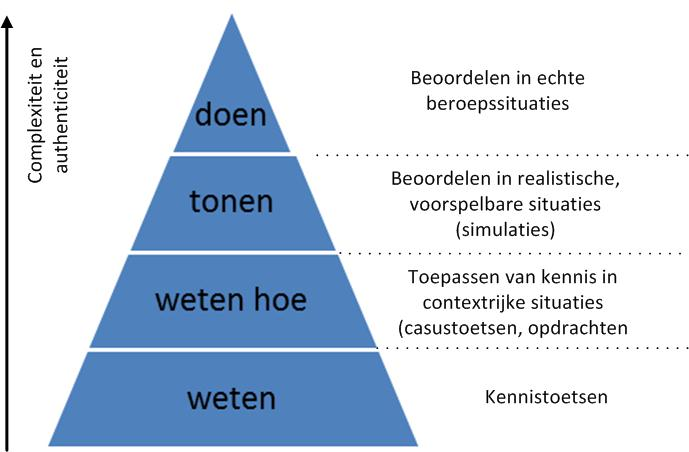 Complexiteit en
authenticiteit
doen
Beoordelen in echte
beroepssituaties
tonen
Beoordelen in realistische,
voorspelbare situaties
(simulaties)
weten hoe
Toepassen van kennis in
contextrijke situaties
(casustoetsen, opdrachten
weten
Kennistoetsen